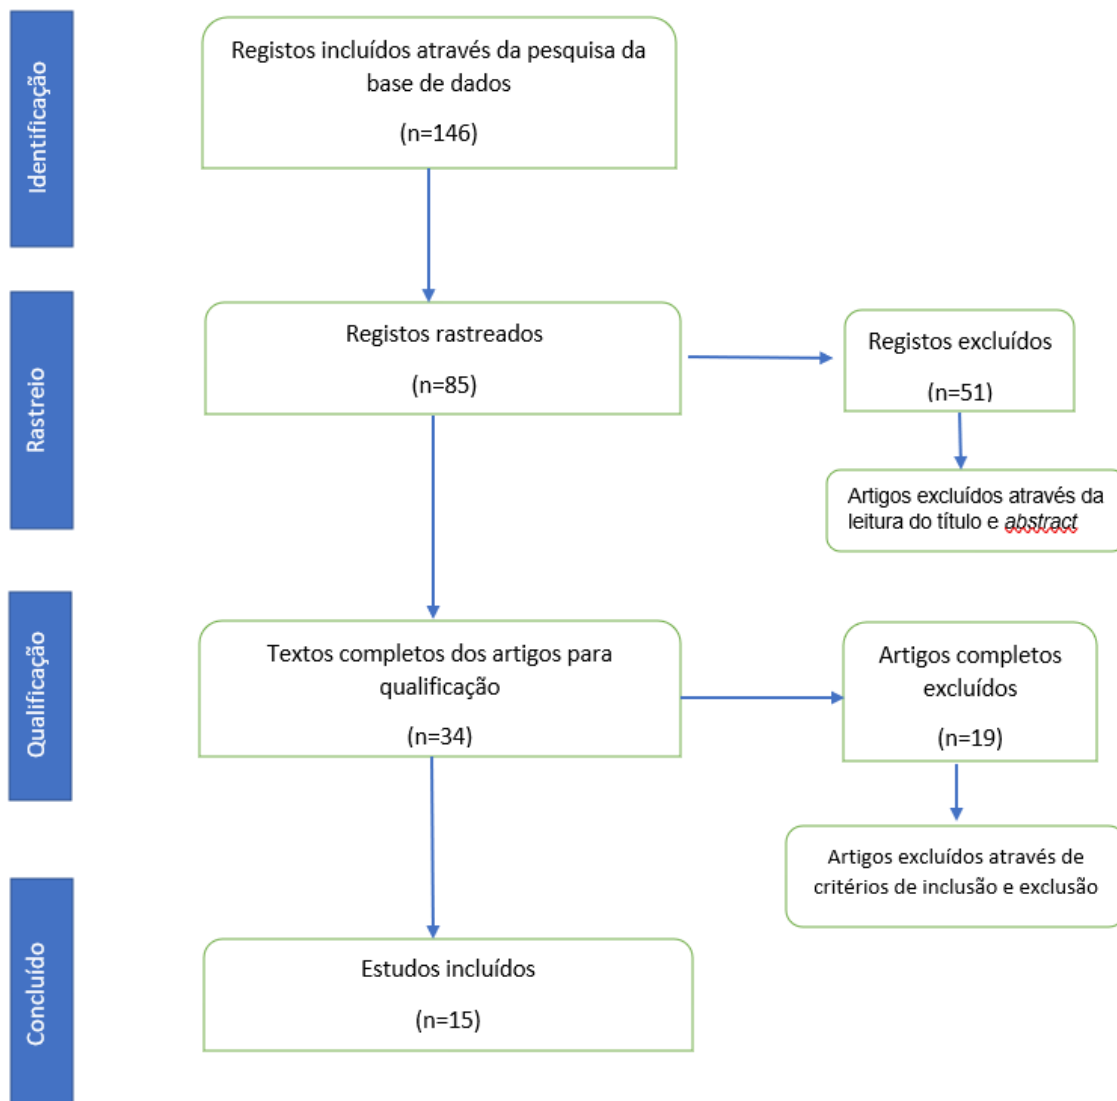 Identificação
Registos incluídos através da pesquisa da
base de dados
(n=146)
Rastreio
Registos rastreados
(n=85)
Registos excluídos
(n=51)
Artigos excluídos através da
leitura do título e abstract
Qualificação
Textos completos dos artigos para
qualificação
(n=34)
Artigos completos
excluídos
(n=19)
Artigos excluídos através de
critérios de inclusão e exclusão
Concluído
Estudos incluídos
(n=15)